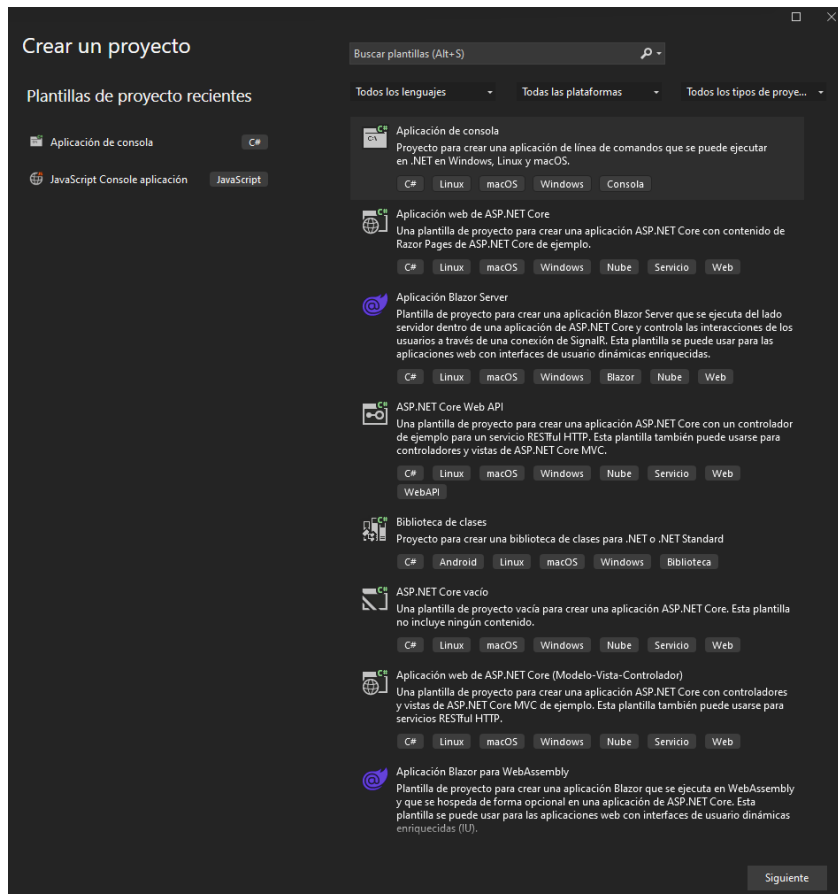 Crear un proyecto
Plantillas de proyecto recientes
Aplicación de consola C#
JavaScript Console aplicación JavaScript
Buscar plantillas (Alt+S)
Todos los lenguajes Todas las plataformas Todos los tipos de proye...
C#
C:\
Aplicación de consola
Proyecto para crear una aplicación de línea de comandos que se puede ejecutar
en .NET en Windows, Linux y macOS.
C# Linux macOS Windows Consola
C#
Aplicación web de ASP.NET Core
Una plantilla de proyecto para crear una aplicación ASP.NET Core con contenido de
Razor Pages de ASP.NET Core de ejemplo.
C# Linux macOS Windows Nube Servicio Web
Aplicación Blazor Server
Plantilla de proyecto para crear una aplicación Blazor Server que se ejecuta del lado
servidor dentro de una aplicación de ASP.NET Core y controla las interacciones de los
usuarios a través de una conexión de SignalR. Esta plantilla se puede usar para las
aplicaciones web con interfaces de usuario dinámicas enriquecidas.
C# Linux macOS Windows Blazor Nube Web
C#
ASP.NET Core Web API
Una plantilla de proyecto para crear una aplicación ASP.NET Core con un controlador
de ejemplo para un servicio RESTful HTTP. Esta plantilla también puede usarse para
controladores y vistas de ASP.NET Core MVC.
C# Linux macOS Windows Nube Servicio Web
WebAPI
C#
Biblioteca de clases
Proyecto para crear una biblioteca de clases para .NET o .NET Standard
C# Android Linux macOS Windows Biblioteca
C#
ASP.NET Core vacío
Una plantilla de proyecto vacía para crear una aplicación ASP.NET Core. Esta plantilla
no incluye ningún contenido.
C# Linux macOS Windows Nube Servicio Web
C#
Aplicación web de ASP.NET Core (Modelo-Vista-Controlador)
Una plantilla de proyecto para crear una aplicación ASP.NET Core con controladores
y vistas de ASP.NET Core MVC de ejemplo. Esta plantilla también puede usarse para
servicios RESTful HTTP.
C# Linux macOS Windows Nube Servicio Web
Aplicación Blazor para WebAssembly
Plantilla de proyecto para crear una aplicación Blazor que se ejecuta en WebAssembly
y que se hospeda de forma opcional en una aplicación de ASP.NET Core. Esta
plantilla se puede usar para las aplicaciones web con interfaces de usuario dinámicas
enriquecidas (IU).
Siguiente